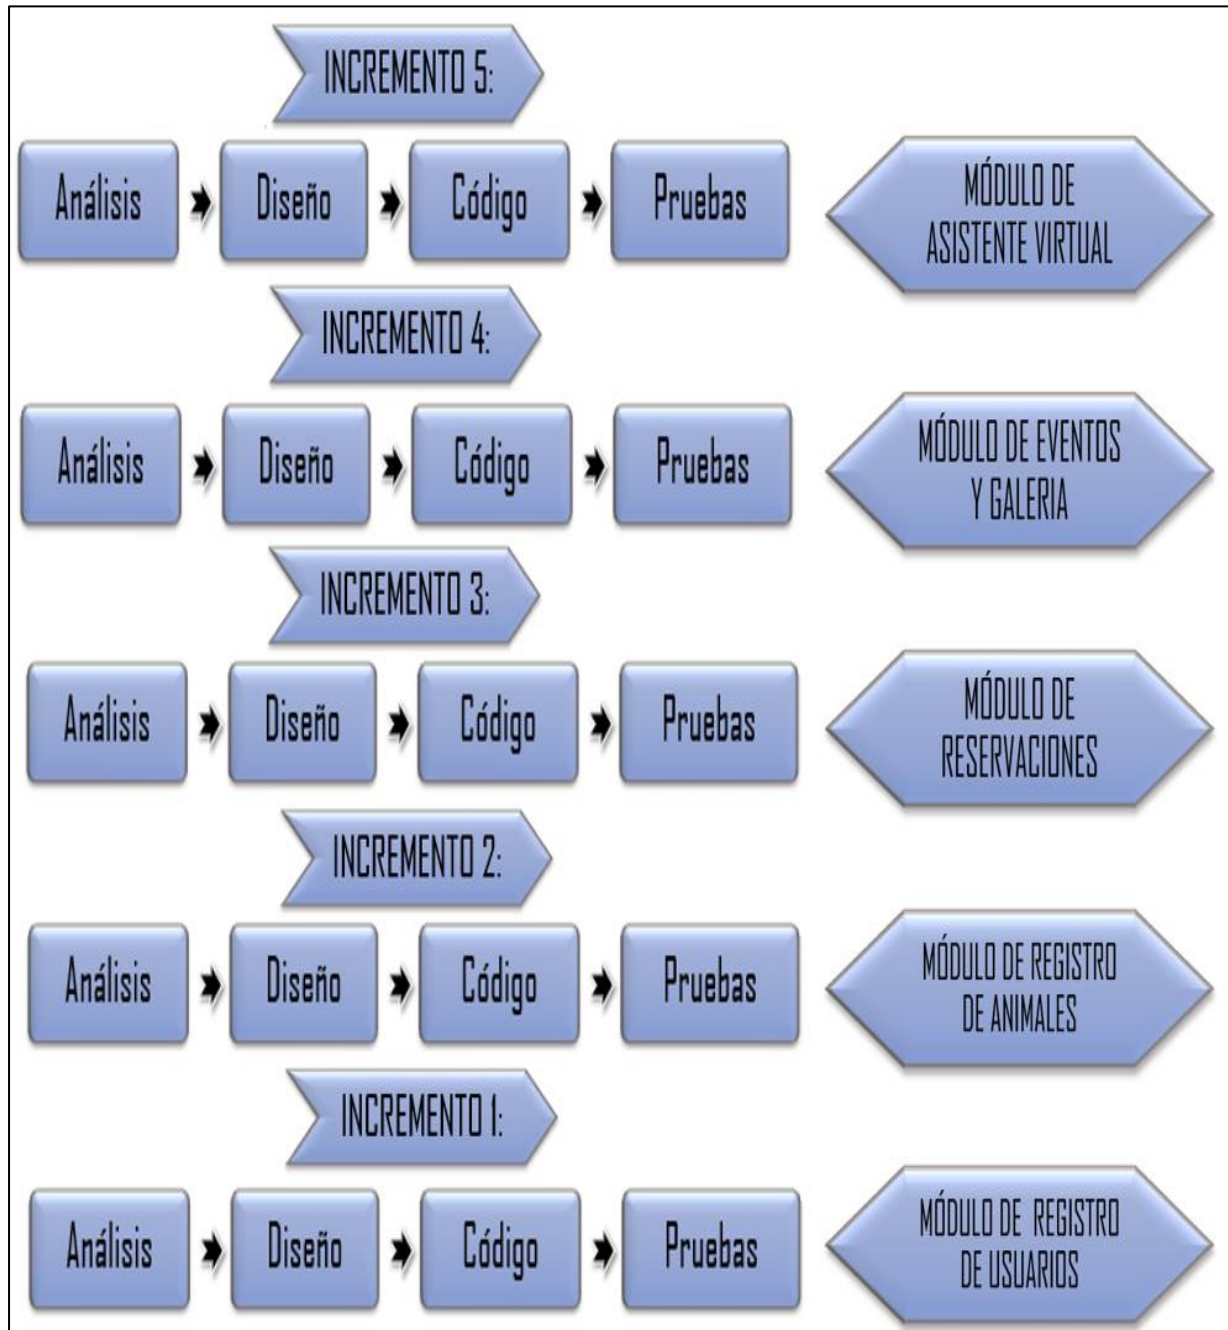 INCREMENTO 5:
Análisis
Diseño
Código
Pruebas
MÓDULO DE
ASISTENTE VIRTUAL
INCREMENTO 4:
Análisis
Diseño
Código
Pruebas
MÓDULO DE EVENTOS
Y GALERIA
INCREMENTO 3:
Análisis
Diseño
Código
Pruebas
MÓDULO DE
RESERVACIONES
INCREMENTO 2:
Análisis
Diseño
Código
Pruebas
MÓDULO DE REGISTRO
DE ANIMALES
INCREMENTO 1:
Análisis
Diseño
Código
Pruebas
MÓDULO DE REGISTRO
DE USUARIOS